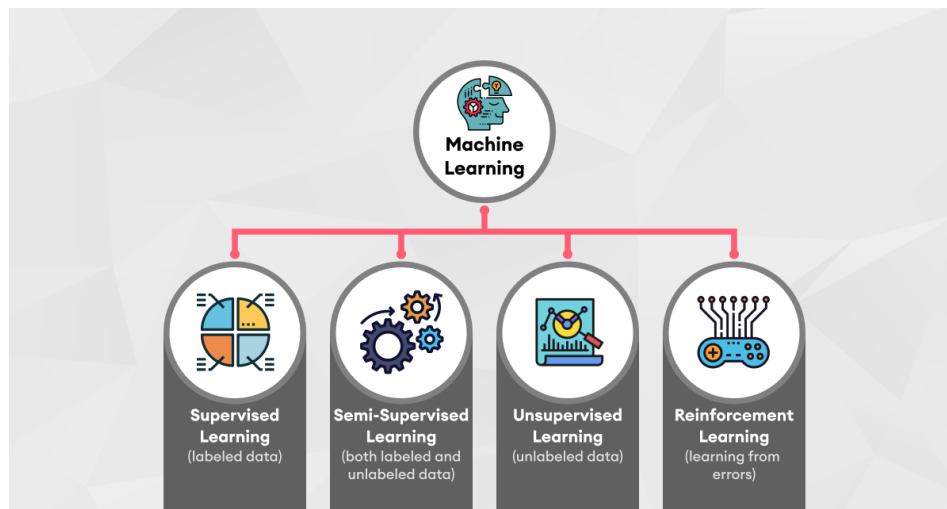 Machine
Learning
Supervised
Learning
(labeled data)
Semi-Supervised
Learning
(both labeled and
unlabeled data)
Unsupervised
Learning
(unlabeled data)
Reinforcement
Learning
(learning from
errors)